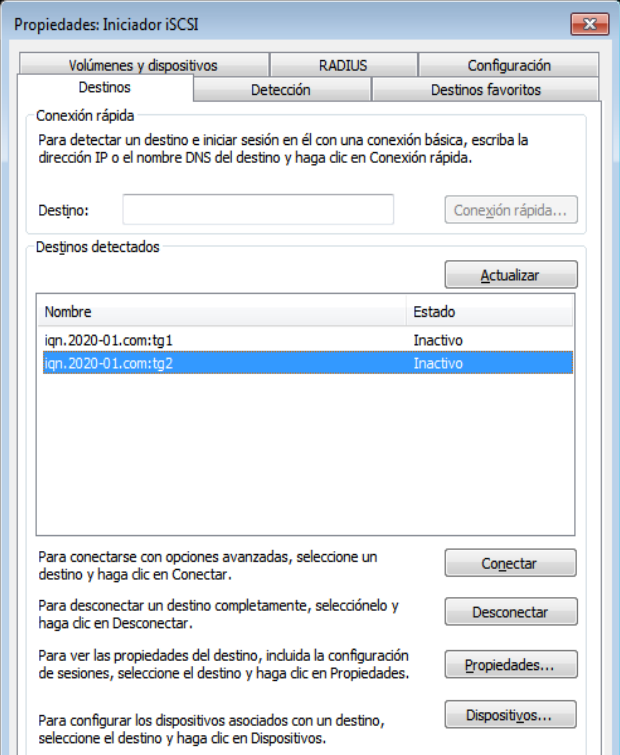 Propiedades: Iniciador iSCSI
Volúmenes y dispositivos RADIUS Configuración
Destinos Detección Destinos favoritos
Conexión rápida
Para detectar un destino e iniciar sesión en él con una conexión básica, escriba la
dirección IP o el nombre DNS del destino y haga clic en Conexión rápida.
Destino: Conexión rápida...
Destinos detectados
Actualizar
Nombre Estado
iqn.2020-01.com:tg1 Inactivo
iqn.2020-01.com:tg2 Inactivo
Para conectarse con opciones avanzadas, seleccione un
destino y haga clic en Conectar.
Conectar
Para desconectar un destino completamente, selecciónelo y
haga clic en Desconectar.
Desconectar
Para ver las propiedades del destino, incluida la configuración
de sesiones, seleccione el destino y haga clic en Propiedades.
Propiedades...
Para configurar los dispositivos asociados con un destino,
seleccione el destino y haga clic en Dispositivos.
Dispositivos...